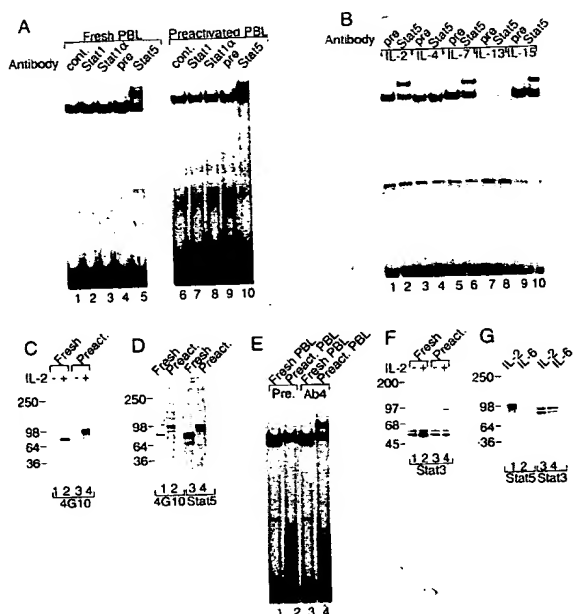 A
Fresh PBL
Preactivated PBL
Antibody
cont. Stat1 Stat1α pre Stat5
cont. Stat1 Stat1α pre Stat5
1 2 3 4 5
6 7 8 9 10
B
Antibody
pre Stat5 pre Stat5 pre Stat5 pre Stat5 pre Stat5
IL-2 IL-4 IL-7 IL-13 IL-15
1 2 3 4 5 6 7 8 9 10
C
Fresh Preact.
IL-2 - + - +
250-
98-
64-
36-
1 2 3 4
4G10
D
Fresh Preact. Fresh Preact.
250-
98-
64-
36-
1 2 3 4
4G10 Stat5
E
Fresh PBL Preact. PBL Fresh PBL Preact. PBL
Pre. Ab4
1 2 3 4
F
Fresh Preact.
IL-2 - + - +
200-
97-
68-
45-
1 2 3 4
Stat3
G
IL-2 IL-6 IL-2 IL-6
250-
98-
64-
-36-
1 2 3 4
Stat5 Stat3